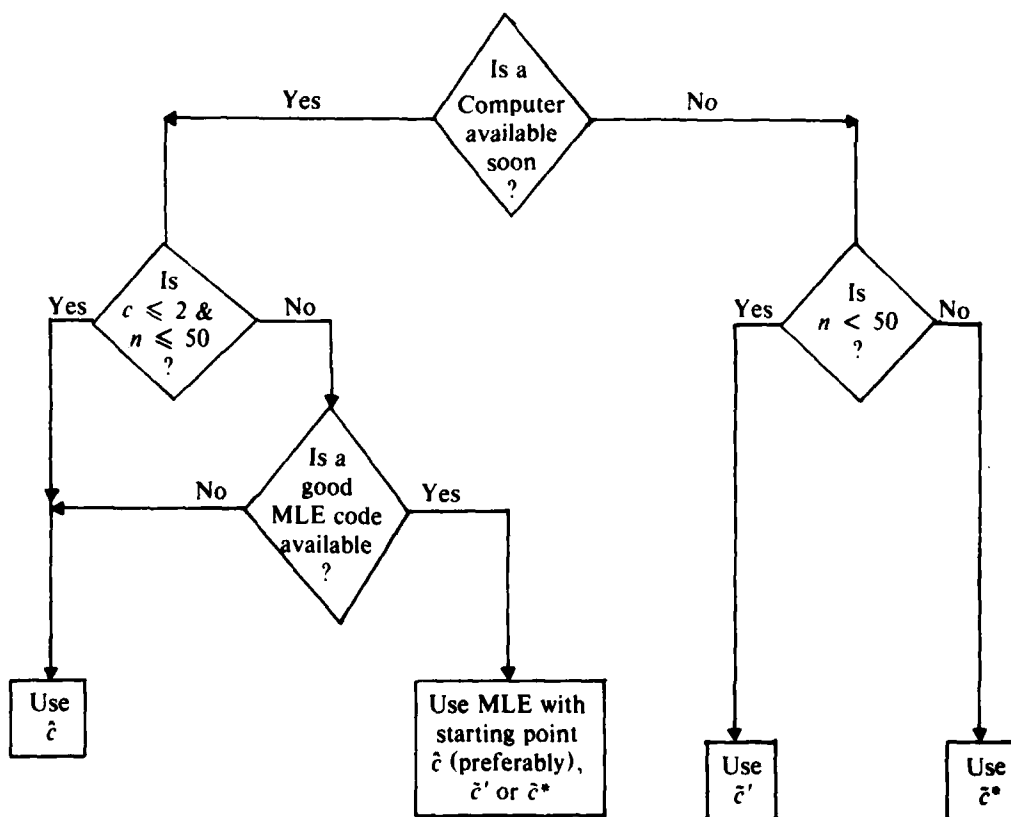 Is a
Computer
available
soon
?
Yes
No
Is
c ⩽ 2 &
n ⩽ 50
?
Yes
No
Is
n < 50
?
Yes
No
Is a
good
MLE code
available
?
No
Yes
Use
ĉ
Use MLE with
starting point
ĉ (preferably),
c̃′ or c̃*
Use
c̃′
Use
c̃*